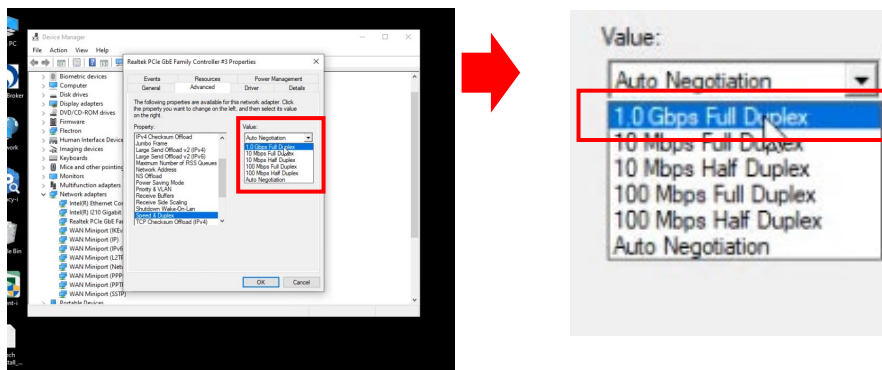 Device Manager
File Action View Help
PC
Broker
Biometric devices
Computer
Disk drives
Display adapters
DVD/CD-ROM drives
Firmware
Flectron
Human Interface Device
Imaging devices
Keyboards
Mice and other pointing
Monitors
Multifunction adapters
Network adapters
Intel(R) Ethernet Co
Intel(R) I210 Gigabit
Realtek PCIe GbE Fa
WAN Miniport (IKEv
WAN Miniport (IP)
WAN Miniport (IPv6
WAN Miniport (L2TP
WAN Miniport (Netw
WAN Miniport (PPP
WAN Miniport (PPT
WAN Miniport (SSTP)
Portable Devices
Realtek PCIe GbE Family Controller #3 Properties
Events Resources Power Management
General Advanced Driver Details
The following properties are available for this network adapter. Click
the property you want to change on the left, and then select its value
on the right.
Property:
IPv4 Checksum Offload
Jumbo Frame
Large Send Offload v2 (IPv4)
Large Send Offload v2 (IPv6)
Maximum Number of RSS Queues
Network Address
NS Offload
Power Saving Mode
Priority & VLAN
Receive Buffers
Receive Side Scaling
Shutdown Wake-On-Lan
Speed & Duplex
TCP Checksum Offload (IPv4)
Value:
Auto Negotiation
1.0 Gbps Full Duplex
10 Mbps Full Duplex
10 Mbps Half Duplex
100 Mbps Full Duplex
100 Mbps Half Duplex
Auto Negotiation
OK Cancel
Value:
Auto Negotiation
1.0 Gbps Full Duplex
10 Mbps Full Duplex
10 Mbps Half Duplex
100 Mbps Full Duplex
100 Mbps Half Duplex
Auto Negotiation